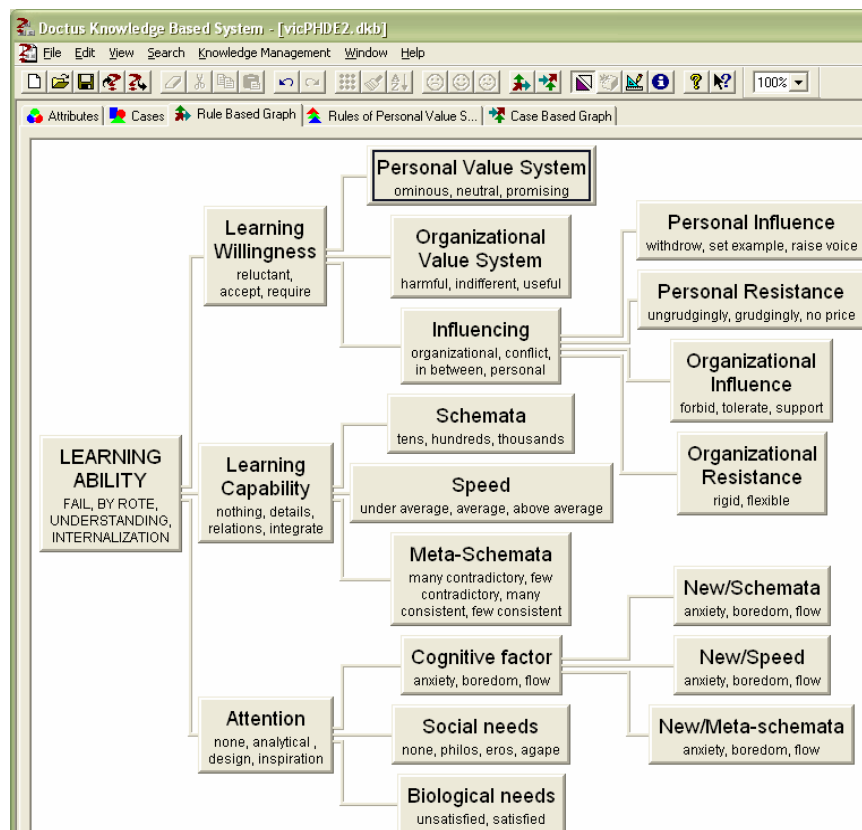 Doctus Knowledge Based System - [vicPHDE2.dkb]
File Edit View Search Knowledge Management Window Help
100%
Attributes Cases Rule Based Graph Rules of Personal Value S... Case Based Graph
Personal Value System
ominous, neutral, promising
Learning
Willingness
reluctant,
accept, require
Organizational
Value System
harmful, indifferent, useful
Personal Influence
withdrow, set example, raise voice
Personal Resistance
ungrudgingly, grudgingly, no price
Influencing
organizational, conflict,
in between, personal
Organizational
Influence
forbid, tolerate, support
Organizational
Resistance
rigid, flexible
LEARNING
ABILITY
FAIL, BY ROTE,
UNDERSTANDING,
INTERNALIZATION
Learning
Capability
nothing, details,
relations, integrate
Schemata
tens, hundreds, thousands
Speed
under average, average, above average
Meta-Schemata
many contradictory, few
contradictory, many
consistent, few consistent
Attention
none, analytical ,
design, inspiration
Cognitive factor
anxiety, boredom, flow
New/Schemata
anxiety, boredom, flow
New/Speed
anxiety, boredom, flow
New/Meta-schemata
anxiety, boredom, flow
Social needs
none, philos, eros, agape
Biological needs
unsatisfied, satisfied